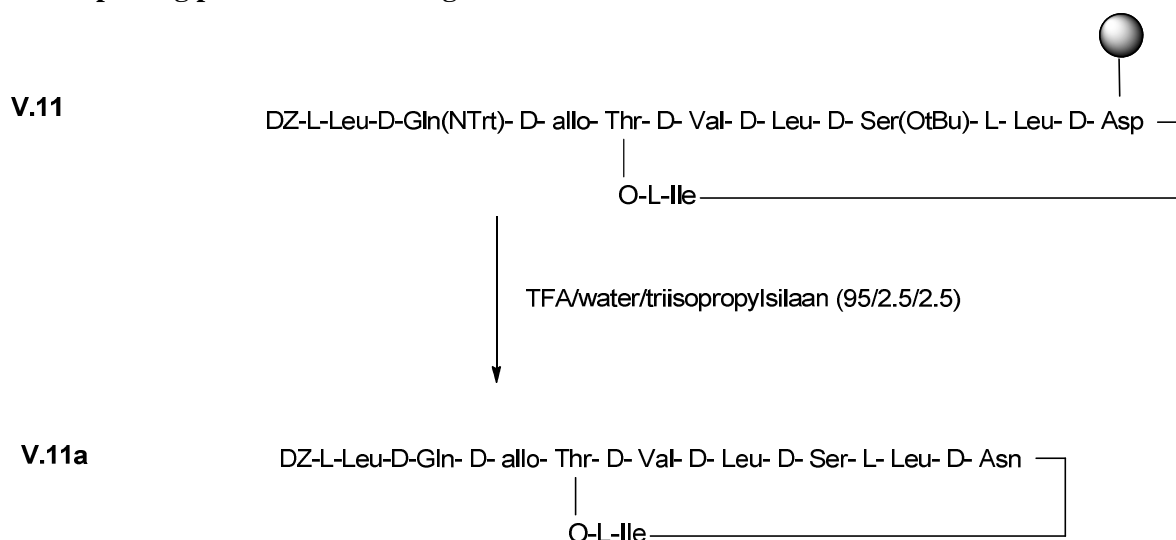 V.11
DZ-L-Leu-D-Gln(NTrt)- D- allo- Thr- D- Val- D- Leu- D- Ser(OtBu)- L- Leu- D- Asp
O-L-Ile
TFA/water/triisopropylsilaan (95/2.5/2.5)
V.11a
DZ-L-Leu-D-Gln- D- allo- Thr- D- Val- D- Leu- D- Ser- L- Leu- D- Asn
O-L-Ile